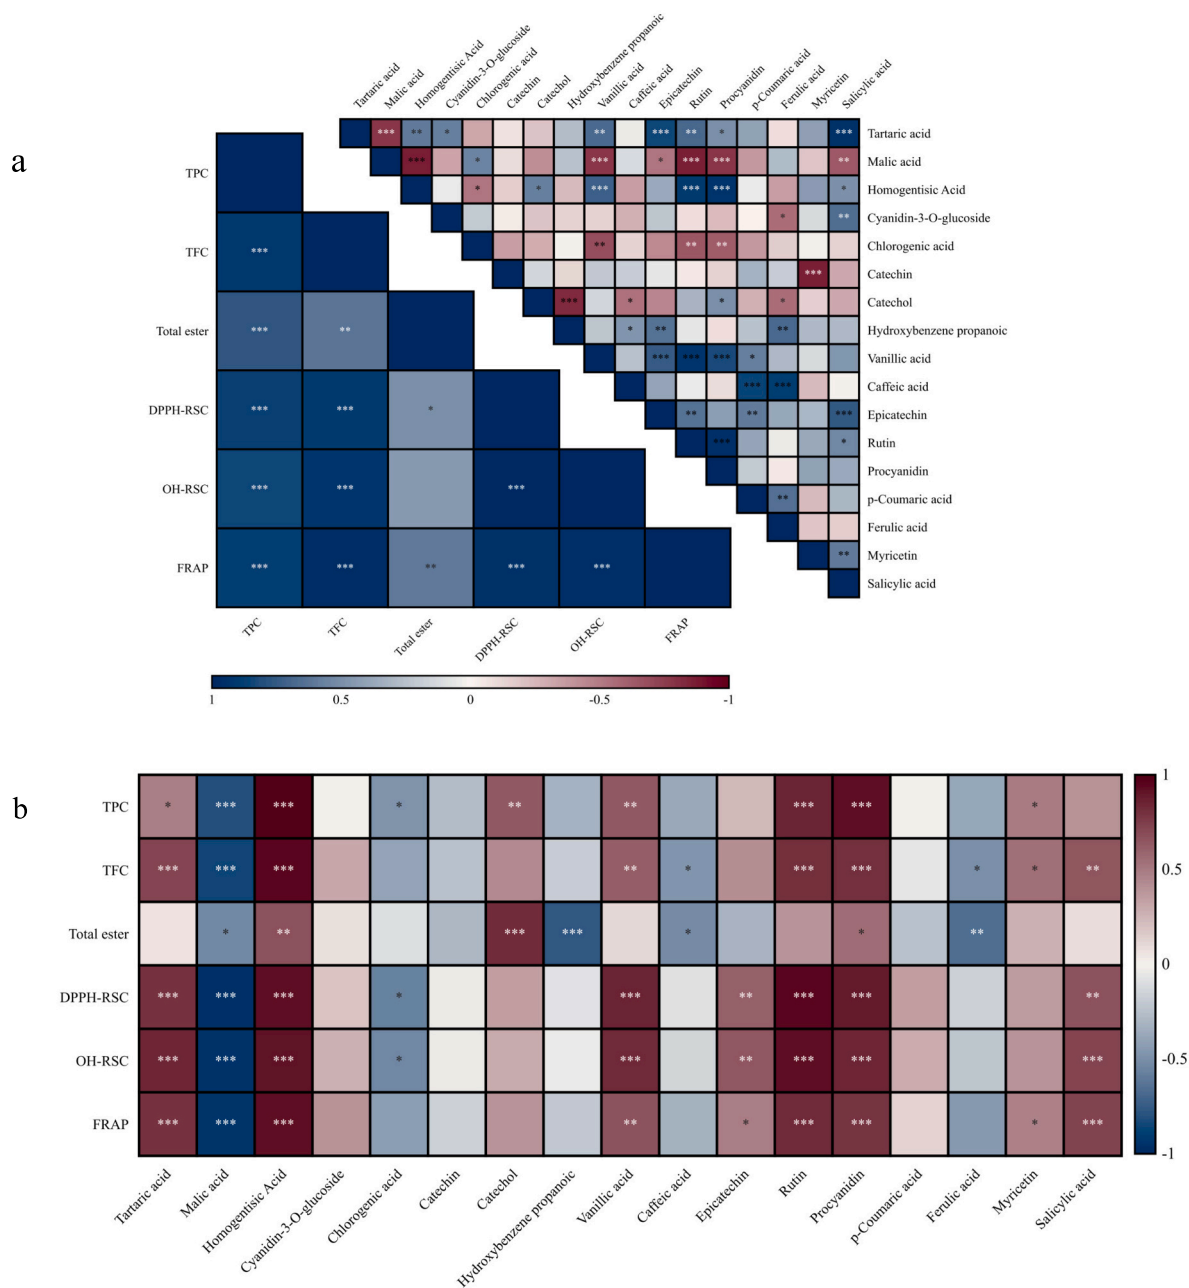 a
Tartaric acid
Malic acid
Homogentisic Acid
Cyanidin-3-O-glucoside
Chlorogenic acid
Catechin
Catechol
Hydroxybenzene propanoic
Vanillic acid
Caffeic acid
Epicatechin
Rutin
Procyanidin
p-Coumaric acid
Ferulic acid
Myricetin
Salicylic acid
*** ** * ** *** ** * *** Tartaric acid
*** * *** * *** *** ** Malic acid
* * *** *** *** * Homogentisic Acid
* ** Cyanidin-3-O-glucoside
** ** ** Chlorogenic acid
*** Catechin
*** * * * Catechol
* ** ** Hydroxybenzene propanoic
*** *** *** * Vanillic acid
*** *** Caffeic acid
** ** *** Epicatechin
*** * Rutin
Procyanidin
** p-Coumaric acid
Ferulic acid
** Myricetin
Salicylic acid
TPC
TFC ***
Total ester *** **
DPPH-RSC *** *** *
OH-RSC *** *** ***
FRAP *** *** ** *** ***
TPC
TFC
Total ester
DPPH-RSC
OH-RSC
FRAP
1 0.5 0 -0.5 -1
b
TPC * *** *** * ** ** *** *** *
TFC *** *** *** ** * *** *** * * **
Total ester * ** *** *** * * **
DPPH-RSC *** *** *** * *** ** *** *** **
OH-RSC *** *** *** * *** ** *** *** ***
FRAP *** *** *** ** * *** *** * ***
1
0.5
0
-0.5
-1
Tartaric acid
Malic acid
Homogentisic Acid
Cyanidin-3-O-glucoside
Chlorogenic acid
Catechin
Catechol
Hydroxybenzene propanoic
Vanillic acid
Caffeic acid
Epicatechin
Rutin
Procyanidin
p-Coumaric acid
Ferulic acid
Myricetin
Salicylic acid